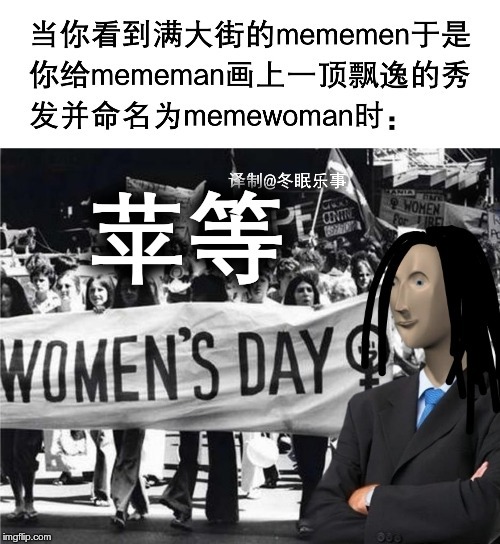 当你看到满大街的mememen于是
你给mememan画上一顶飘逸的秀
发并命名为memewoman时：
译制@冬眠乐事
苹等
WOMEN
CENTRE
WOMEN'S DAY
imgflip.com